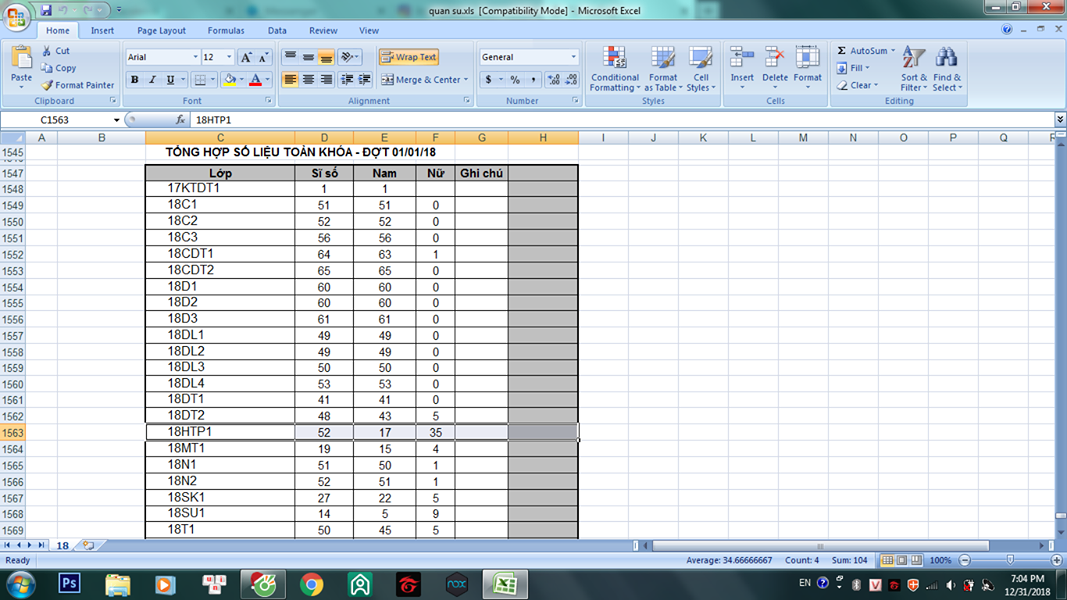 quan su.xls [Compatibility Mode] - Microsoft Excel
Home Insert Page Layout Formulas Data Review View
Paste Cut Copy Format Painter Clipboard
Arial 12 A A B I U A Font
Wrap Text Merge & Center Alignment
General $ % , Number
Conditional Formatting Format as Table Cell Styles Styles
Insert Delete Format Cells
Σ AutoSum Fill Clear Sort & Filter Find & Select Editing
C1563 fx 18HTP1
A B C D E F G H I J K L M N O P Q R
1545 TỔNG HỢP SỐ LIỆU TOÀN KHÓA - ĐỢT 01/01/18
1547 Lớp Sĩ số Nam Nữ Ghi chú
1548 17KTDT1 1 1
1549 18C1 51 51 0
1550 18C2 52 52 0
1551 18C3 56 56 0
1552 18CDT1 64 63 1
1553 18CDT2 65 65 0
1554 18D1 60 60 0
1555 18D2 60 60 0
1556 18D3 61 61 0
1557 18DL1 49 49 0
1558 18DL2 49 49 0
1559 18DL3 50 50 0
1560 18DL4 53 53 0
1561 18DT1 41 41 0
1562 18DT2 48 43 5
1563 18HTP1 52 17 35
1564 18MT1 19 15 4
1565 18N1 51 50 1
1566 18N2 52 51 1
1567 18SK1 27 22 5
1568 18SU1 14 5 9
1569 18T1 50 45 5
18
Ready Average: 34.66666667 Count: 4 Sum: 104 100%
Ps nox EN 7:04 PM
12/31/2018